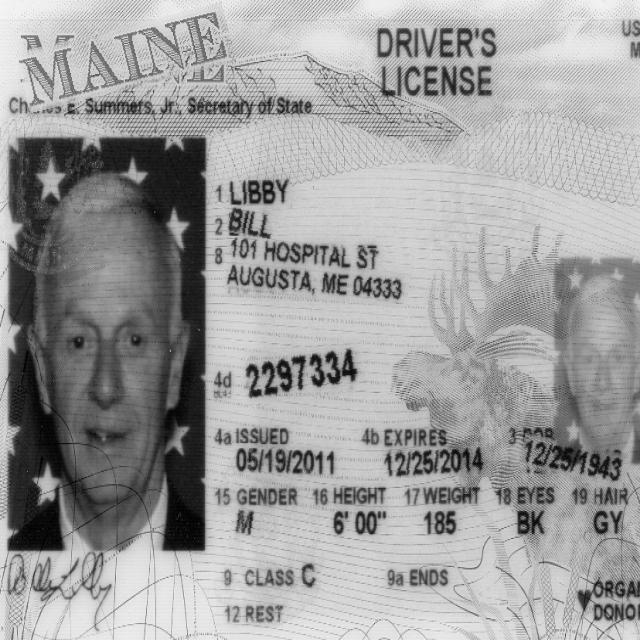 MAINE
DRIVER'S
LICENSE
US
Charles E. Summers, Jr., Secretary of State
1 LIBBY
2 BILL
8 101 HOSPITAL ST
AUGUSTA, ME 04333
4d 2297334
4a ISSUED 4b EXPIRES 3 DOB
05/19/2011 12/25/2014 12/25/1943
15 GENDER 16 HEIGHT 17 WEIGHT 18 EYES 19 HAIR
M 6' 00" 185 BK GY
9 CLASS C 9a ENDS
12 REST
ORGAN
DONO